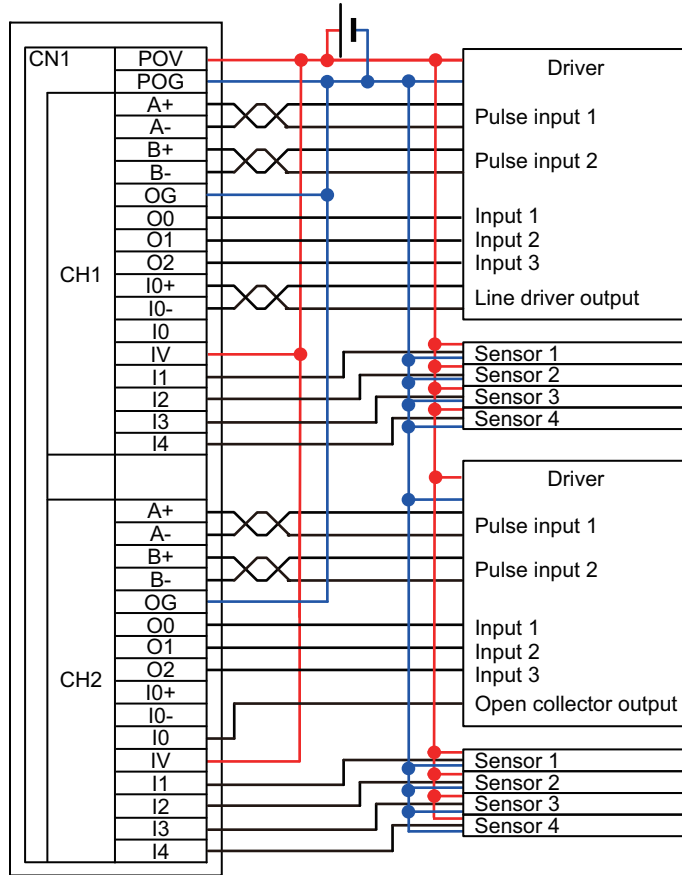 CN1
POV
POG
CH1
A+
A-
B+
B-
OG
O0
O1
O2
I0+
I0-
I0
IV
I1
I2
I3
I4
Driver
Pulse input 1
Pulse input 2
Input 1
Input 2
Input 3
Line driver output
Sensor 1
Sensor 2
Sensor 3
Sensor 4
CH2
A+
A-
B+
B-
OG
O0
O1
O2
I0+
I0-
I0
IV
I1
I2
I3
I4
Driver
Pulse input 1
Pulse input 2
Input 1
Input 2
Input 3
Open collector output
Sensor 1
Sensor 2
Sensor 3
Sensor 4